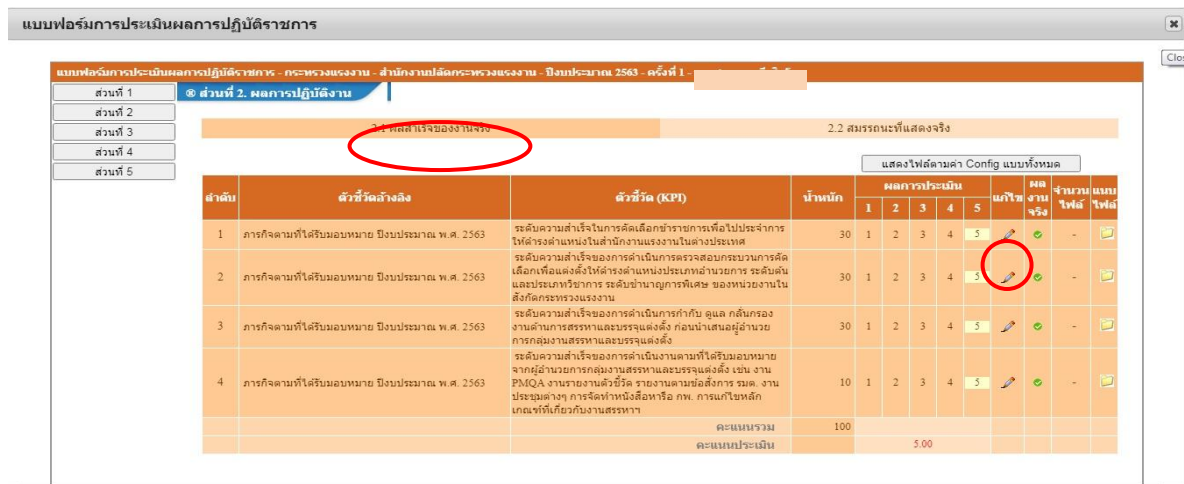 แบบฟอร์มการประเมินผลการปฏิบัติราชการ
Clos
แบบฟอร์มการประเมินผลการปฏิบัติราชการ - กระทรวงแรงงาน - สำนักงานปลัดกระทรวงแรงงาน - ปีงบประมาณ 2563 - ครั้งที่ 1 -
ส่วนที่ 1
ส่วนที่ 2
ส่วนที่ 3
ส่วนที่ 4
ส่วนที่ 5
® ส่วนที่ 2. ผลการปฏิบัติงาน
2.1 ผลสำเร็จของงานจริง 2.2 สมรรถนะที่แสดงจริง
แสดงไฟล์ตามค่า Config แบบทั้งหมด
ลำดับ ตัวชี้วัดอ้างอิง ตัวชี้วัด (KPI) น้ำหนัก ผลการประเมิน 1 2 3 4 5 แก้ไข ผลงานจริง จำนวนไฟล์ แนบไฟล์
1 ภารกิจตามที่ได้รับมอบหมาย ปีงบประมาณ พ.ศ. 2563 ระดับความสำเร็จในการคัดเลือกข้าราชการเพื่อไปประจำการ
ให้ดำรงตำแหน่งในสำนักงานแรงงานในต่างประเทศ 30 1 2 3 4 5 -
2 ภารกิจตามที่ได้รับมอบหมาย ปีงบประมาณ พ.ศ. 2563 ระดับความสำเร็จของการดำเนินการตรวจสอบกระบวนการคัด
เลือกเพื่อแต่งตั้งให้ดำรงตำแหน่งประเภทอำนวยการ ระดับต้น
และประเภทวิชาการ ระดับชำนาญการพิเศษ ของหน่วยงานใน
สังกัดกระทรวงแรงงาน 30 1 2 3 4 5 -
3 ภารกิจตามที่ได้รับมอบหมาย ปีงบประมาณ พ.ศ. 2563 ระดับความสำเร็จของการดำเนินการกำกับ ดูแล กลั่นกรอง
งานด้านการสรรหาและบรรจุแต่งตั้ง ก่อนนำเสนอผู้อำนวย
การกลุ่มงานสรรหาและบรรจุแต่งตั้ง 30 1 2 3 4 5 -
4 ภารกิจตามที่ได้รับมอบหมาย ปีงบประมาณ พ.ศ. 2563 ระดับความสำเร็จของการดำเนินงานตามที่ได้รับมอบหมาย
จากผู้อำนวยการกลุ่มงานสรรหาและบรรจุแต่งตั้ง เช่น งาน
PMQA งานรายงานตัวชี้วัด รายงานตามข้อสั่งการ รมต. งาน
ประชุมต่างๆ การจัดทำหนังสือหารือ กพ. การแก้ไขหลัก
เกณฑ์ที่เกี่ยวกับงานสรรหาฯ 10 1 2 3 4 5 -
คะแนนรวม 100
คะแนนประเมิน 5.00